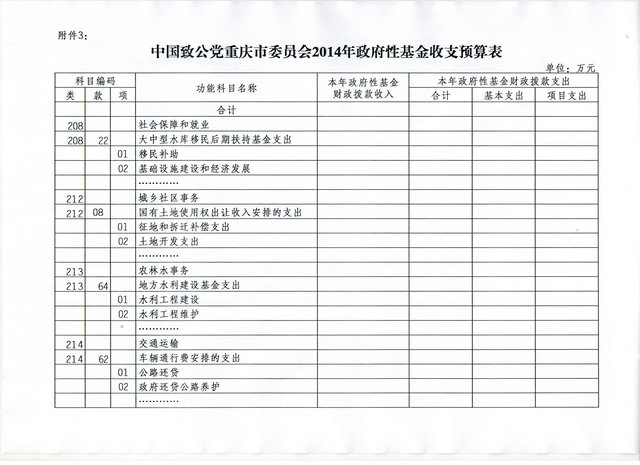 附件3：
中国致公党重庆市委员会2014年政府性基金收支预算表
单位：万元
科目编码 功能科目名称 本年政府性基金财政拨款收入 本年政府性基金财政拨款支出
类 款 项 合计 基本支出 项目支出
合计
208 社会保障和就业
208 22 大中型水库移民后期扶持基金支出
01 移民补助
02 基础设施建设和经济发展
…………
212 城乡社区事务
212 08 国有土地使用权出让收入安排的支出
01 征地和拆迁补偿支出
02 土地开发支出
…………
213 农林水事务
213 64 地方水利建设基金支出
01 水利工程建设
02 水利工程维护
…………
214 交通运输
214 62 车辆通行费安排的支出
01 公路还贷
02 政府还贷公路养护
…………